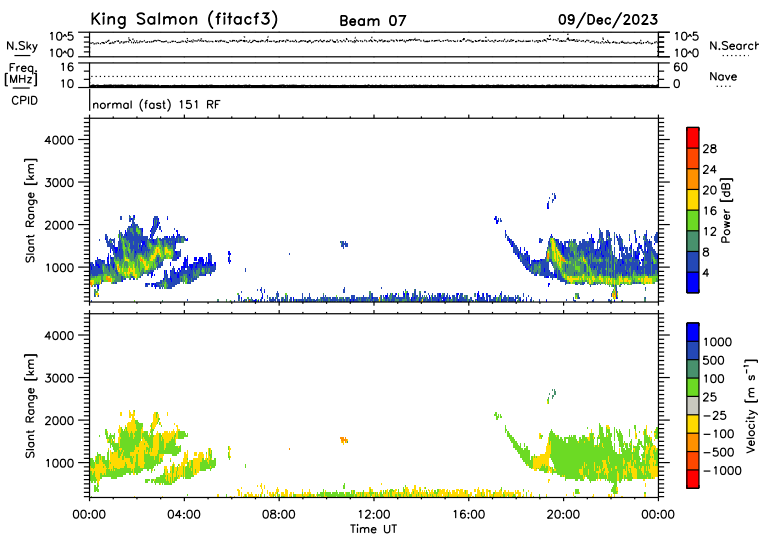 King Salmon (fitacf3) Beam 07 09/Dec/2023
N.Sky 10^5 10^0 10^5 10^0 N.Search
Freq. [MHz] 16 10 60 0 Nave
CPID normal (fast) 151 RF
Slant Range [km]
4000
3000
2000
1000
28
24
20
16
12
8
4
Power [dB]
Slant Range [km]
4000
3000
2000
1000
1000
500
100
25
-25
-100
-500
-1000
Velocity [m s⁻¹]
00:00 04:00 08:00 12:00 16:00 20:00 00:00
Time UT